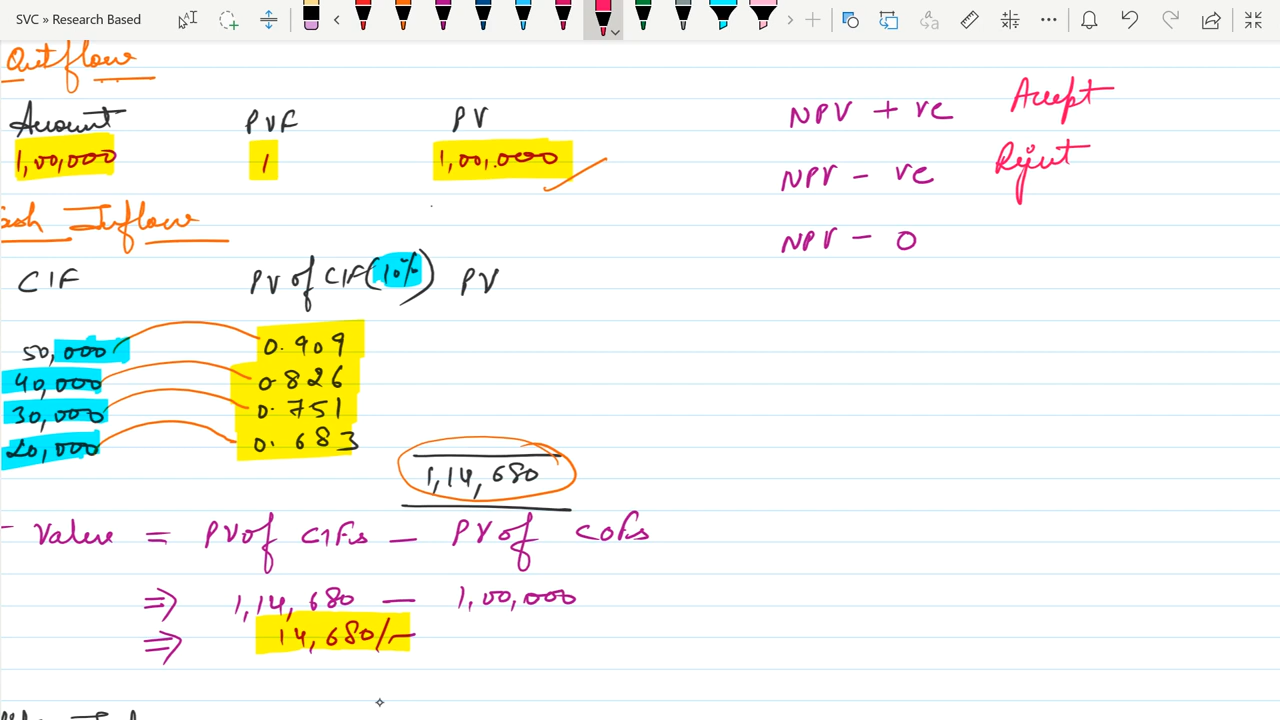 SVC » Research Based
Outflow
Amount PVF PV
1,00,000 1 1,00,000
Inflow
CIF PV of CIF (10%) PV
50,000 0.909
40,000 0.826
30,000 0.751
20,000 0.683
1,14,680
Value = PV of CIFs - PV of COFs
⇒ 1,14,680 - 1,00,000
⇒ 14,680/-
NPV + ve Accept
NPV - ve Reject
NPV - 0